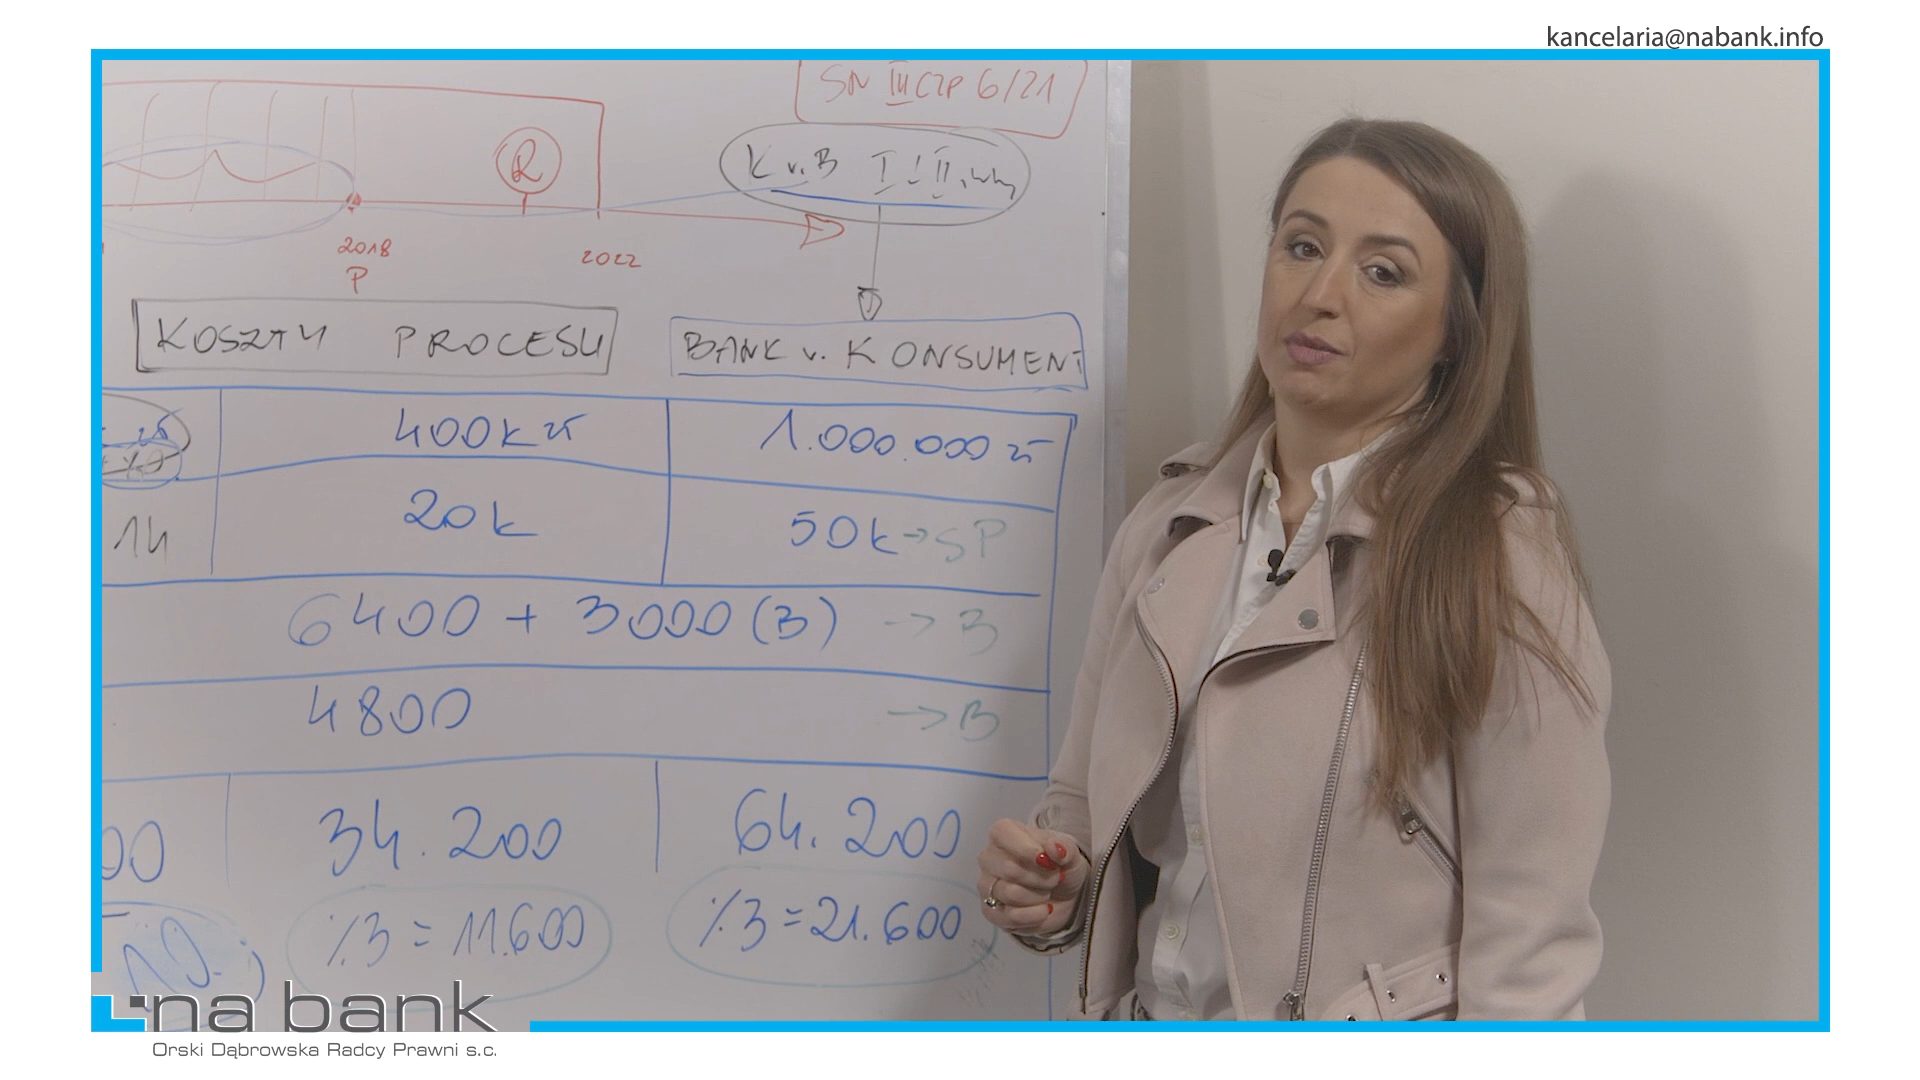 kancelaria@nabank.info
SN III CZP 6/21
K v. B I i II
R
2018
P
2022
KOSZTY PROCESU
BANK v. KONSUMENT
400k zł
1.000.000 zł
14
20k
50k → SP
6400 + 3000 (B) → B
4800 → B
00
34.200
64.200
% 3 = 11.600
% 3 = 21.600
na bank
Orski Dąbrowska Radcy Prawni s.c.